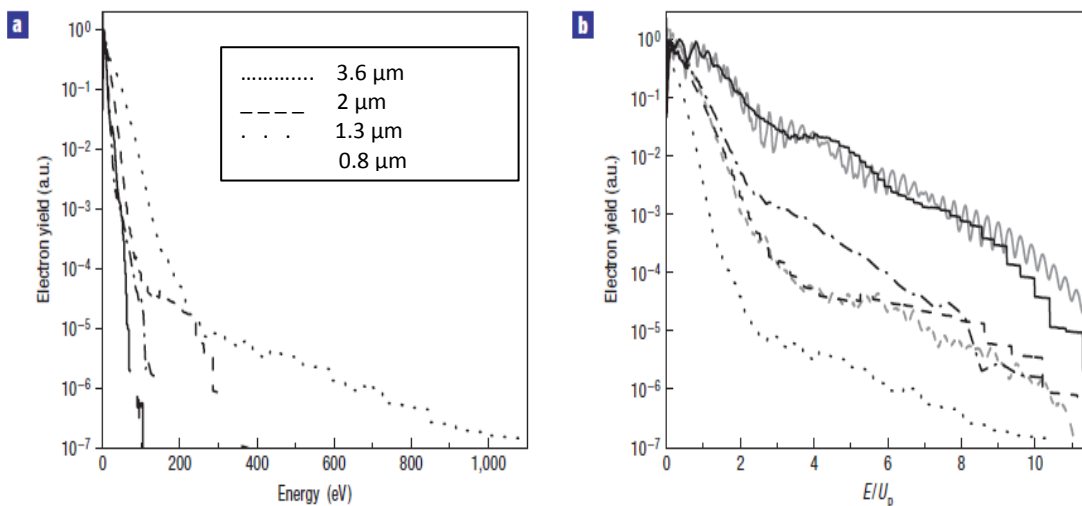 a
Electron yield (a.u.)
10⁰
10⁻¹
10⁻²
10⁻³
10⁻⁴
10⁻⁵
10⁻⁶
10⁻⁷
............. 3.6 µm
_ _ _ _ 2 µm
. . . 1.3 µm
0.8 µm
0 200 400 600 800 1,000
Energy (eV)
b
Electron yield (a.u.)
10⁰
10⁻¹
10⁻²
10⁻³
10⁻⁴
10⁻⁵
10⁻⁶
10⁻⁷
0 2 4 6 8 10
E/Uₚ